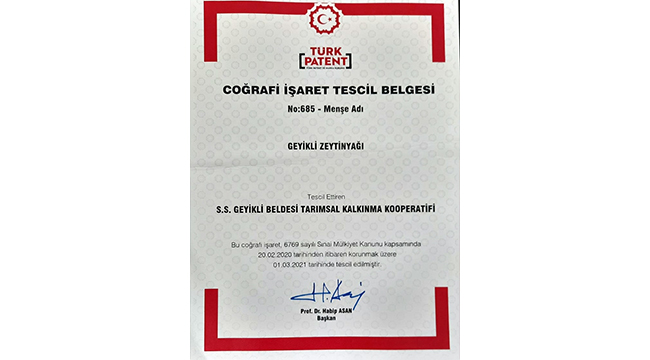 TÜRK
PATENT
COĞRAFİ İŞARET TESCİL BELGESİ
No:685 - Menşe Adı
GEYİKLİ ZEYTİNYAĞI
Tescil Ettiren
S.S. GEYİKLİ BELDESİ TARIMSAL KALKINMA KOOPERATİFİ
Bu coğrafi işaret, 6769 sayılı Sınai Mülkiyet Kanunu kapsamında
20.02.2020 tarihinden itibaren korunmak üzere
01.03.2021 tarihinde tescil edilmiştir.
Prof. Dr. Habip ASAN
Başkan